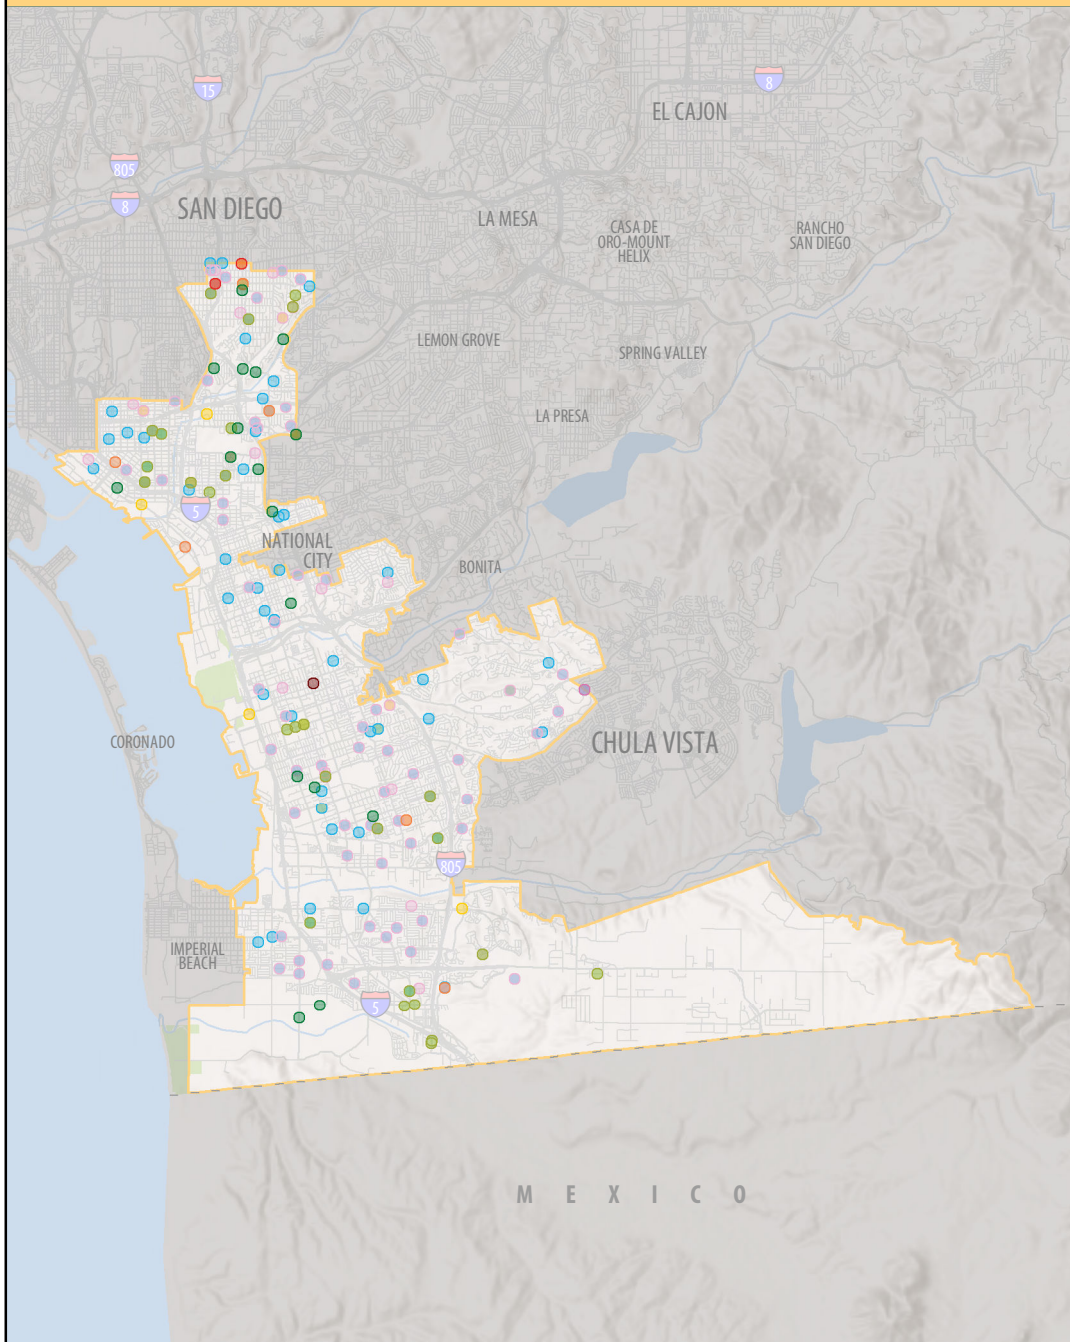 15
8
EL CAJON
805
8
SAN DIEGO
LA MESA
CASA DE
ORO-MOUNT
HELIX
RANCHO
SAN DIEGO
LEMON GROVE
SPRING VALLEY
LA PRESA
5
NATIONAL
CITY
BONITA
CORONADO
CHULA VISTA
805
IMPERIAL
BEACH
5
MEXICO